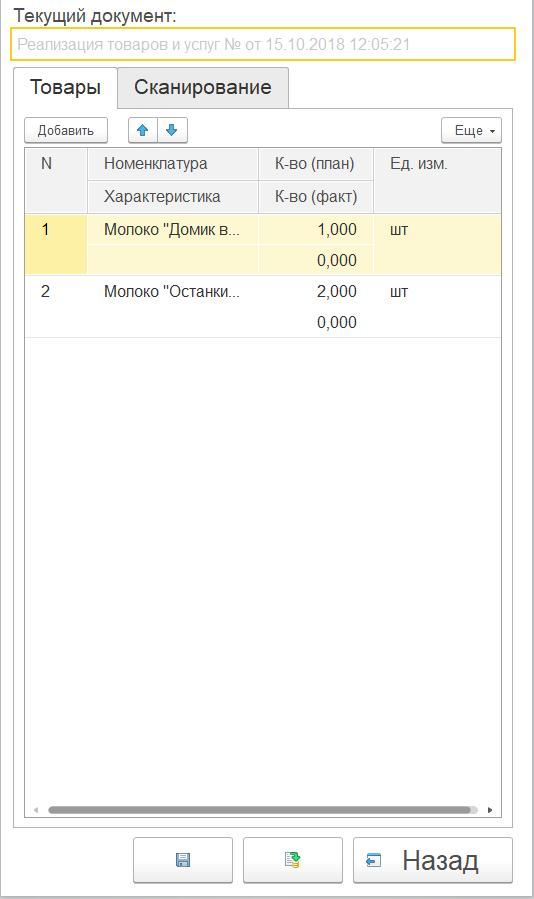 Текущий документ:
Реализация товаров и услуг № от 15.10.2018 12:05:21
Товары Сканирование
Добавить Еще
N Номенклатура К-во (план) Ед. изм.
Характеристика К-во (факт)
1 Молоко "Домик в... 1,000 шт
0,000
2 Молоко "Останки... 2,000 шт
0,000
Назад